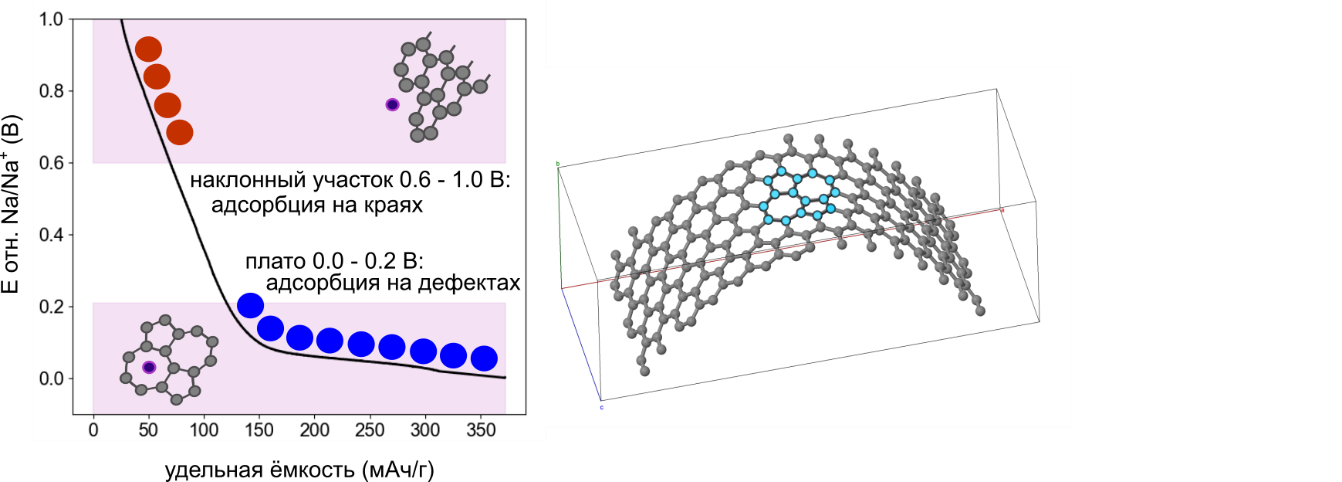 E отн. Na/Na⁺ (В)
1.0
0.8
0.6
0.4
0.2
0.0
наклонный участок 0.6 - 1.0 В:
адсорбция на краях
плато 0.0 - 0.2 В:
адсорбция на дефектах
0 50 100 150 200 250 300 350
удельная ёмкость (мАч/г)
b
a
c